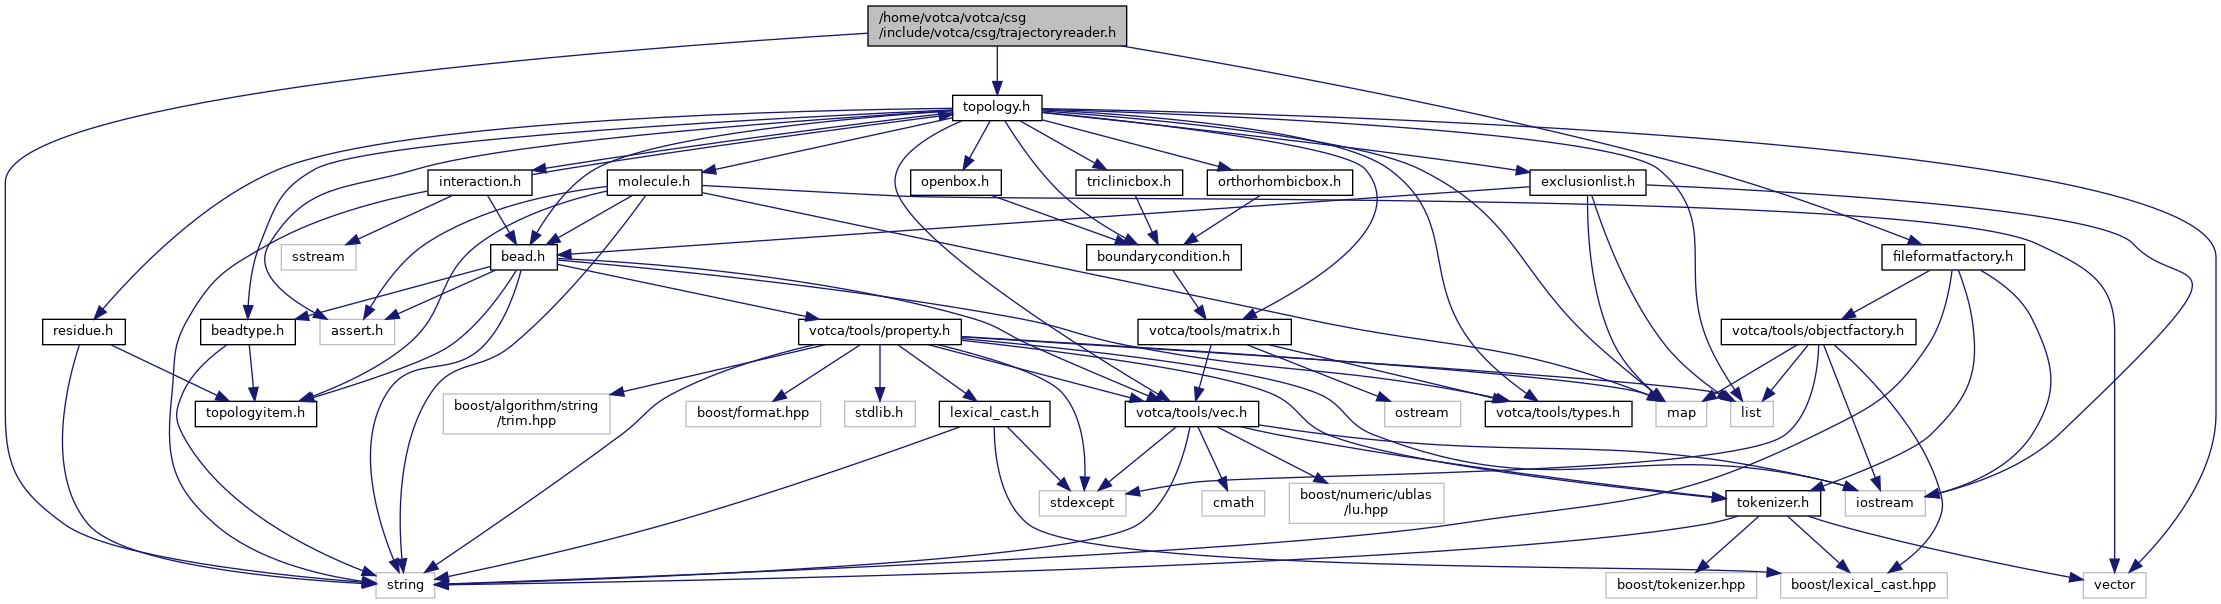 /home/votca/votca/csg
/include/votca/csg/trajectoryreader.h
topology.h
interaction.h
molecule.h
openbox.h
triclinicbox.h
orthorhombicbox.h
exclusionlist.h
sstream
bead.h
boundarycondition.h
fileformatfactory.h
residue.h
beadtype.h
assert.h
votca/tools/property.h
votca/tools/matrix.h
votca/tools/objectfactory.h
topologyitem.h
boost/algorithm/string
/trim.hpp
boost/format.hpp
stdlib.h
lexical_cast.h
votca/tools/vec.h
ostream
votca/tools/types.h
map
list
stdexcept
cmath
boost/numeric/ublas
/lu.hpp
tokenizer.h
iostream
string
boost/tokenizer.hpp
boost/lexical_cast.hpp
vector